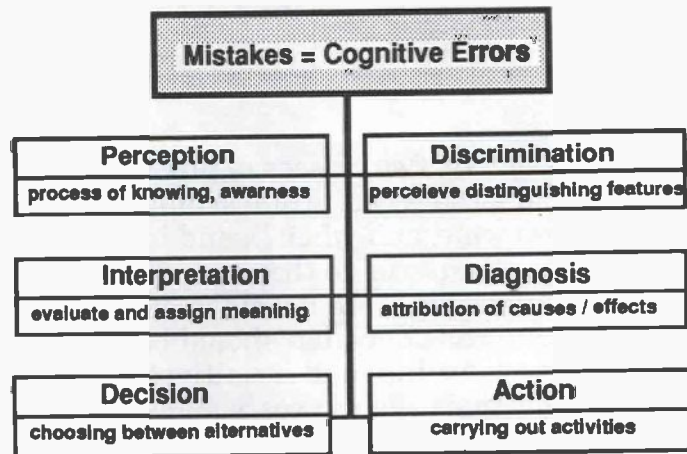 Mistakes = Cognitive Errors
Perception
process of knowing, awarness
Discrimination
perceieve distinguishing features
Interpretation
evaluate and assign meaninig
Diagnosis
attribution of causes / effects
Decision
choosing between alternatives
Action
carrying out activities